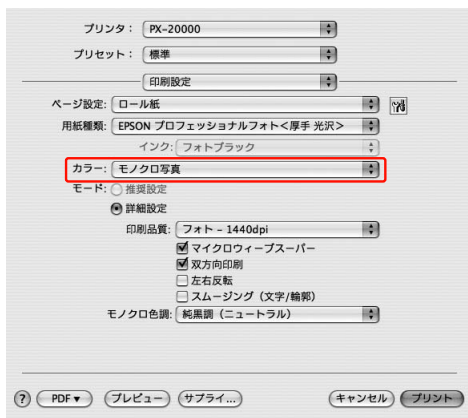 プリンタ： PX-20000
プリセット： 標準
印刷設定
ページ設定: ロール紙
用紙種類: EPSON プロフェッショナルフォト＜厚手 光沢＞
インク: フォトブラック
カラー: モノクロ写真
モード: 推奨設定
詳細設定
印刷品質: フォト – 1440dpi
マイクロウィーブスーパー
双方向印刷
左右反転
スムージング（文字/輪郭）
モノクロ色調: 純黒調（ニュートラル）
? PDF▼ プレビュー サプライ... キャンセル プリント